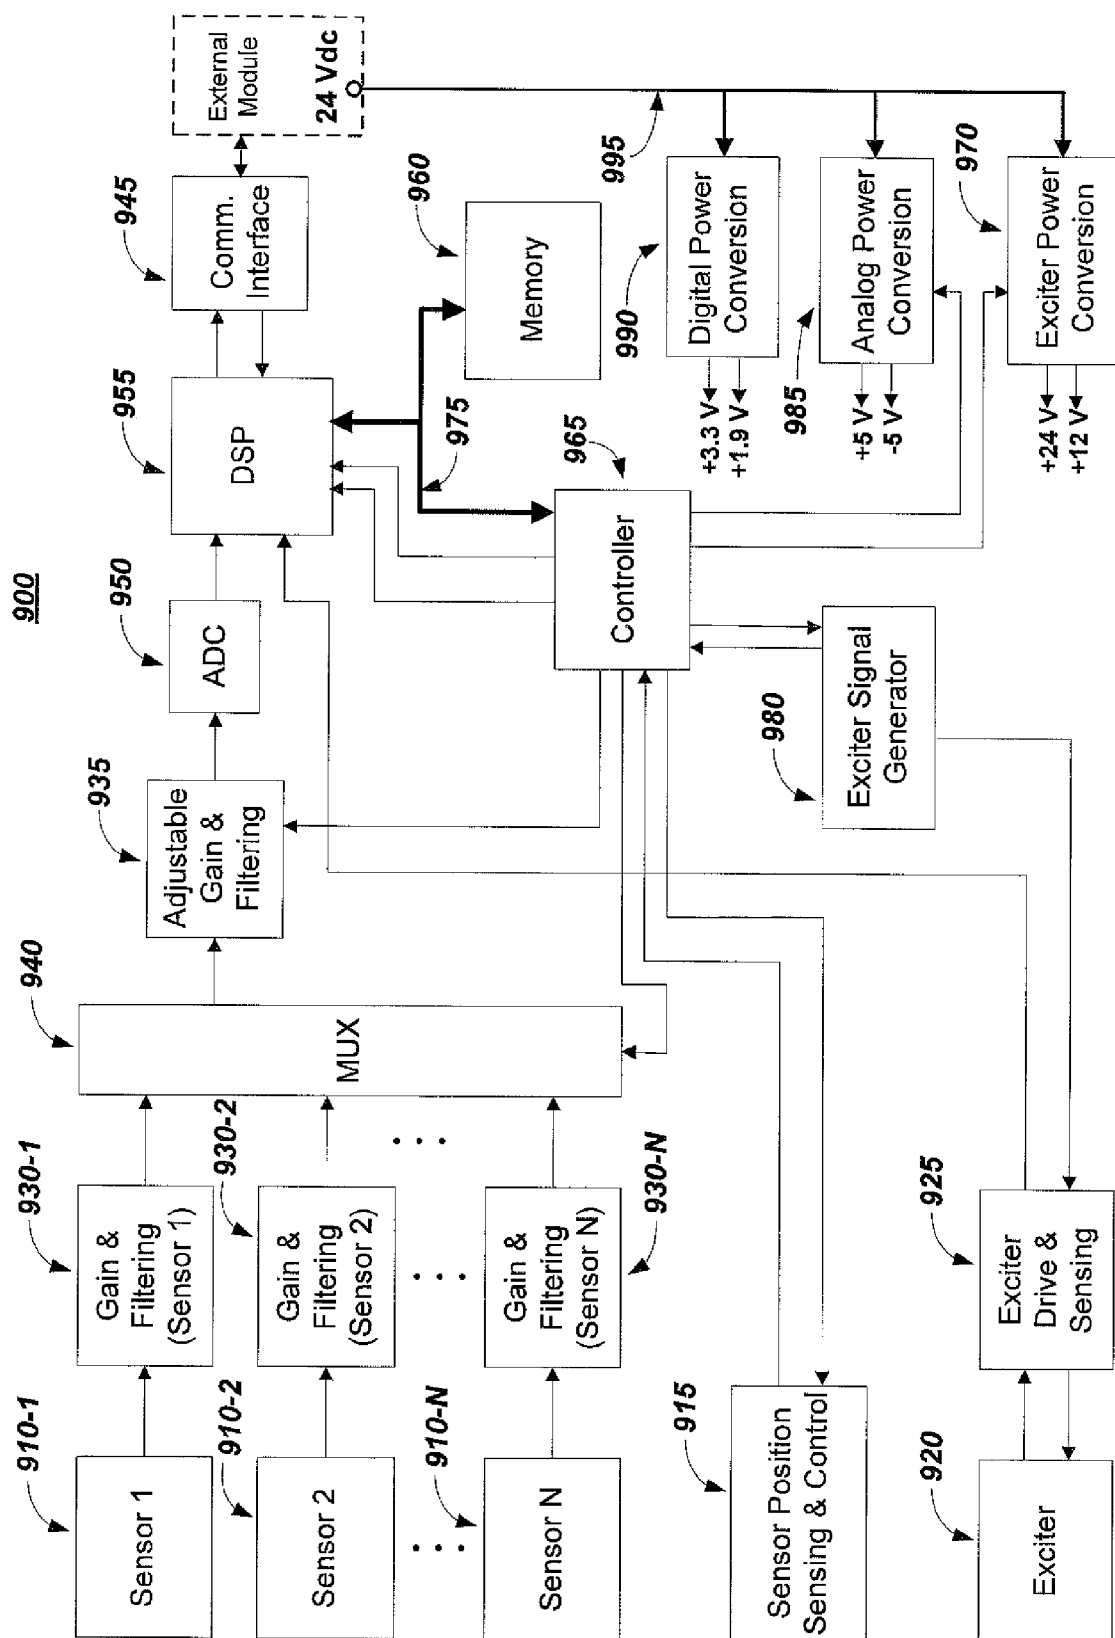 900
910-1
Sensor 1
910-2
Sensor 2
910-N
Sensor N
915
Sensor Position
Sensing & Control
920
Exciter
930-1
Gain &
Filtering
(Sensor 1)
930-2
Gain &
Filtering
(Sensor 2)
Gain &
Filtering
(Sensor N)
930-N
925
Exciter
Drive &
Sensing
940
MUX
935
Adjustable
Gain &
Filtering
950
ADC
955
DSP
945
Comm.
Interface
External
Module
24 Vdc
960
Memory
975
965
Controller
980
Exciter Signal
Generator
995
990
Digital Power
Conversion
+3.3 V
+1.9 V
985
Analog Power
Conversion
+5 V
-5 V
970
Exciter Power
Conversion
+24 V
+12 V